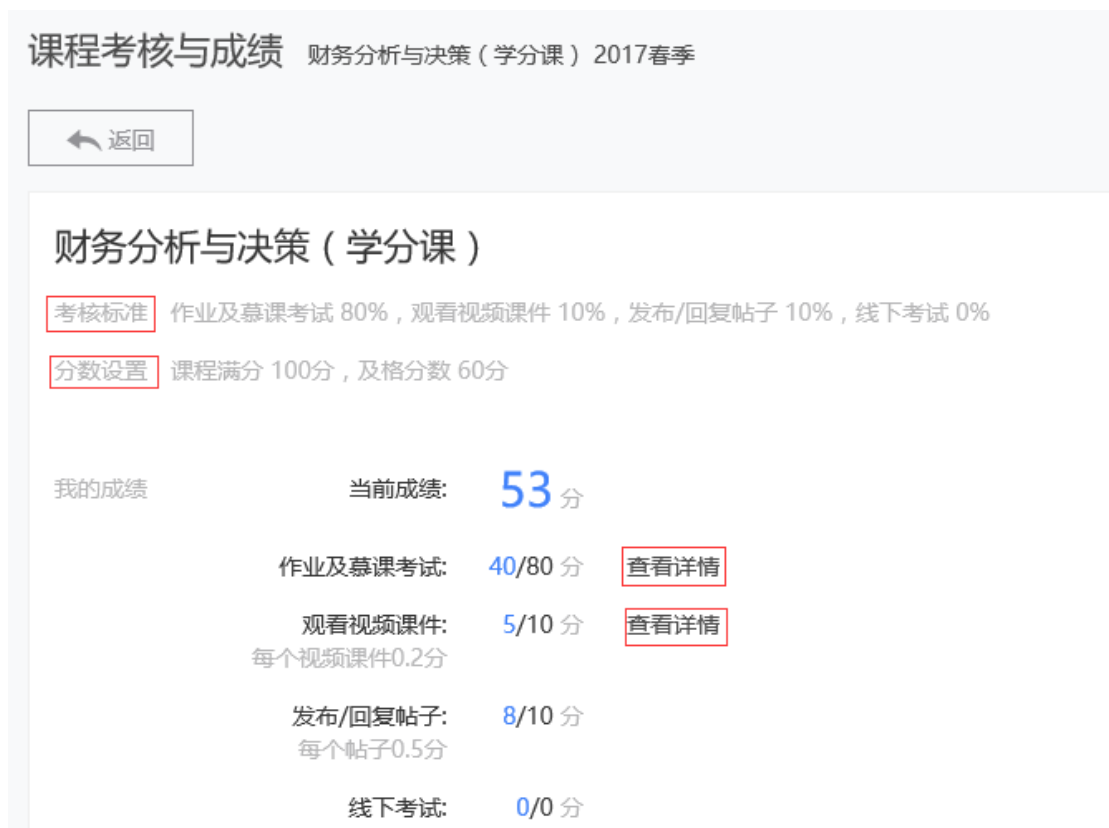 课程考核与成绩 财务分析与决策（学分课） 2017春季
返回
财务分析与决策（学分课）
考核标准 作业及慕课考试 80%，观看视频课件 10%，发布/回复帖子 10%，线下考试 0%
分数设置 课程满分 100分，及格分数 60分
我的成绩 当前成绩: 53 分
作业及慕课考试: 40/80 分 查看详情
观看视频课件: 5/10 分 查看详情
每个视频课件0.2分
发布/回复帖子: 8/10 分
每个帖子0.5分
线下考试: 0/0 分